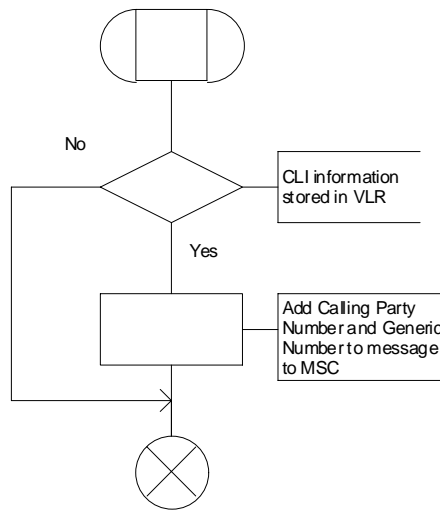 No
CLI information
stored in VLR
Yes
Add Calling Party
Number and Generic
Number to message
to MSC